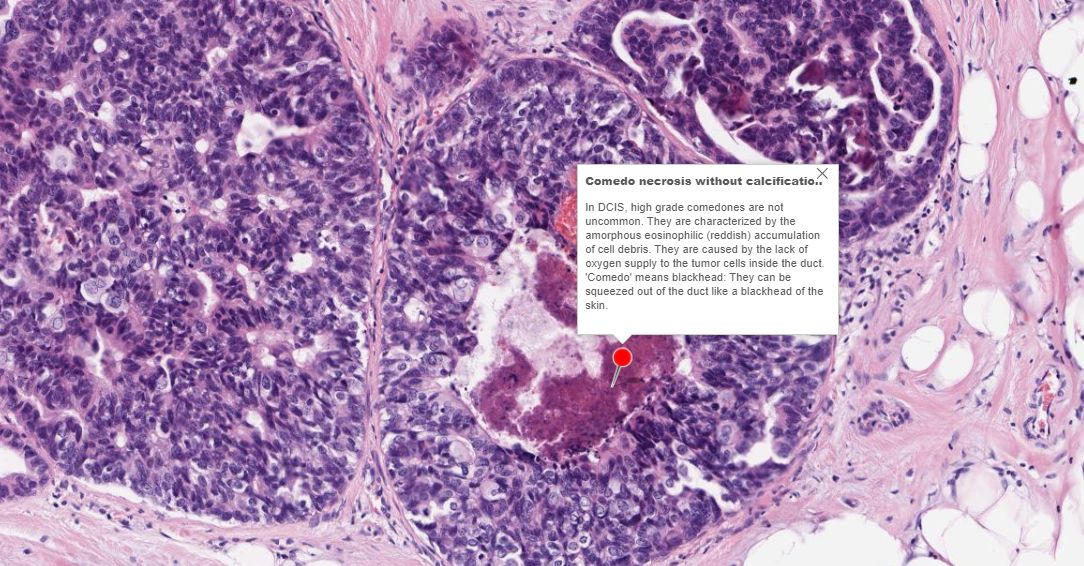 Comedo necrosis without calcification
In DCIS, high grade comedones are not
uncommon. They are characterized by the
amorphous eosinophilic (reddish) accumulation
of cell debris. They are caused by the lack of
oxygen supply to the tumor cells inside the duct.
'Comedo' means blackhead: They can be
squeezed out of the duct like a blackhead of the
skin.